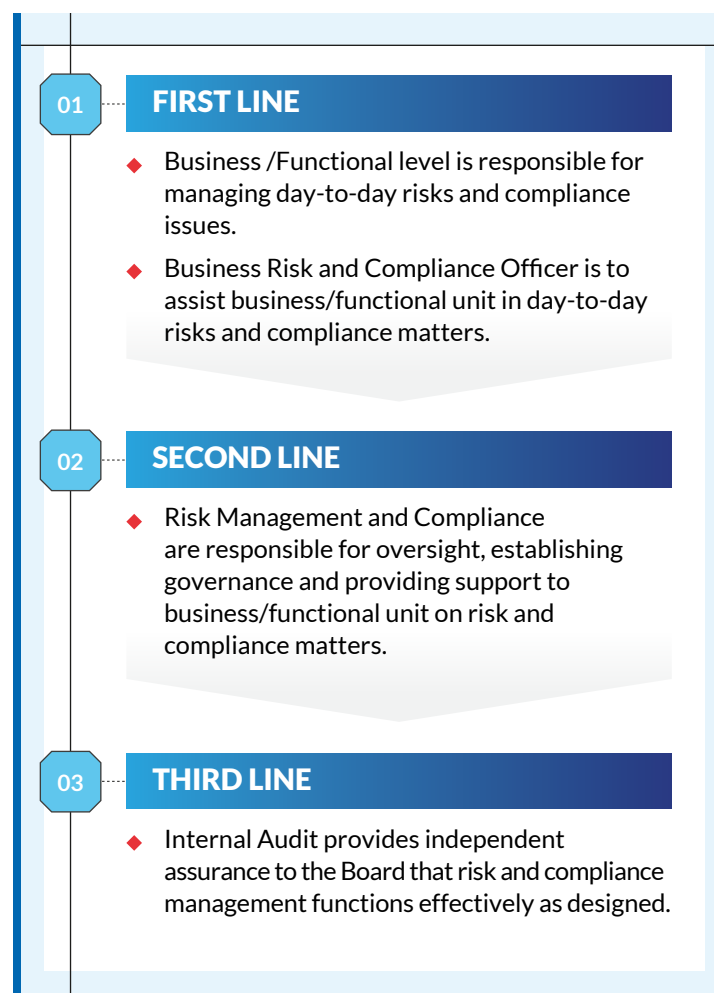 01
FIRST LINE
Business /Functional level is responsible for
managing day-to-day risks and compliance
issues.
Business Risk and Compliance Officer is to
assist business/functional unit in day-to-day
risks and compliance matters.
02
SECOND LINE
Risk Management and Compliance
are responsible for oversight, establishing
governance and providing support to
business/functional unit on risk and
compliance matters.
03
THIRD LINE
Internal Audit provides independent
assurance to the Board that risk and compliance
management functions effectively as designed.